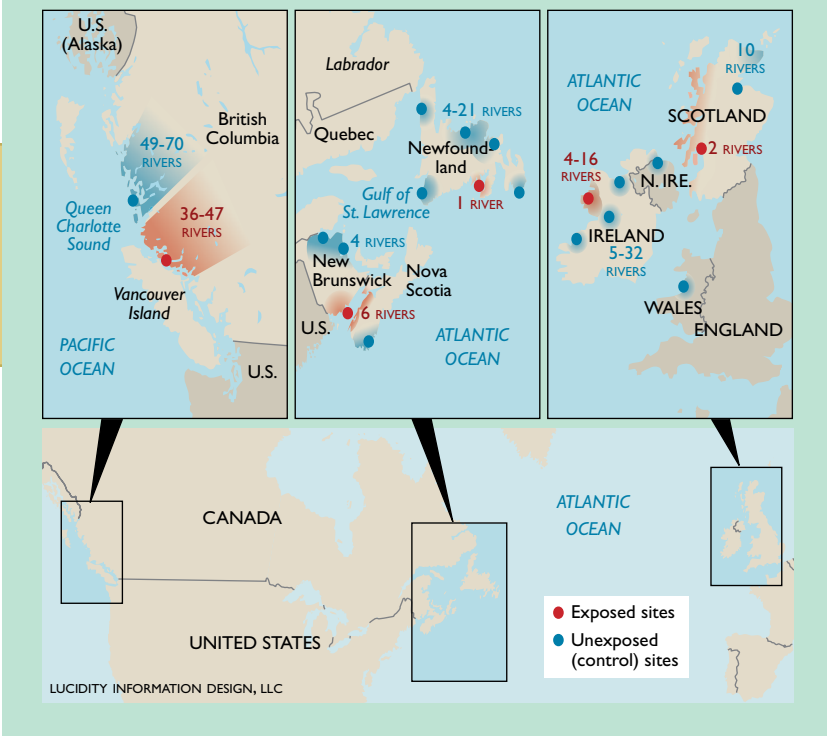 U.S.
(Alaska)
British
Columbia
49-70
RIVERS
Queen
Charlotte
Sound
36-47
RIVERS
Vancouver
Island
PACIFIC
OCEAN
U.S.
Labrador
Quebec
4-21 RIVERS
Newfound-
land
Gulf of
St. Lawrence
1 RIVER
4 RIVERS
New
Brunswick
Nova
Scotia
6 RIVERS
U.S.
ATLANTIC
OCEAN
10
RIVERS
ATLANTIC
OCEAN
SCOTLAND
2 RIVERS
4-16
RIVERS
N. IRE.
IRELAND
5-32
RIVERS
WALES
ENGLAND
CANADA
ATLANTIC
OCEAN
UNITED STATES
Exposed sites
Unexposed
(control) sites
LUCIDITY INFORMATION DESIGN, LLC